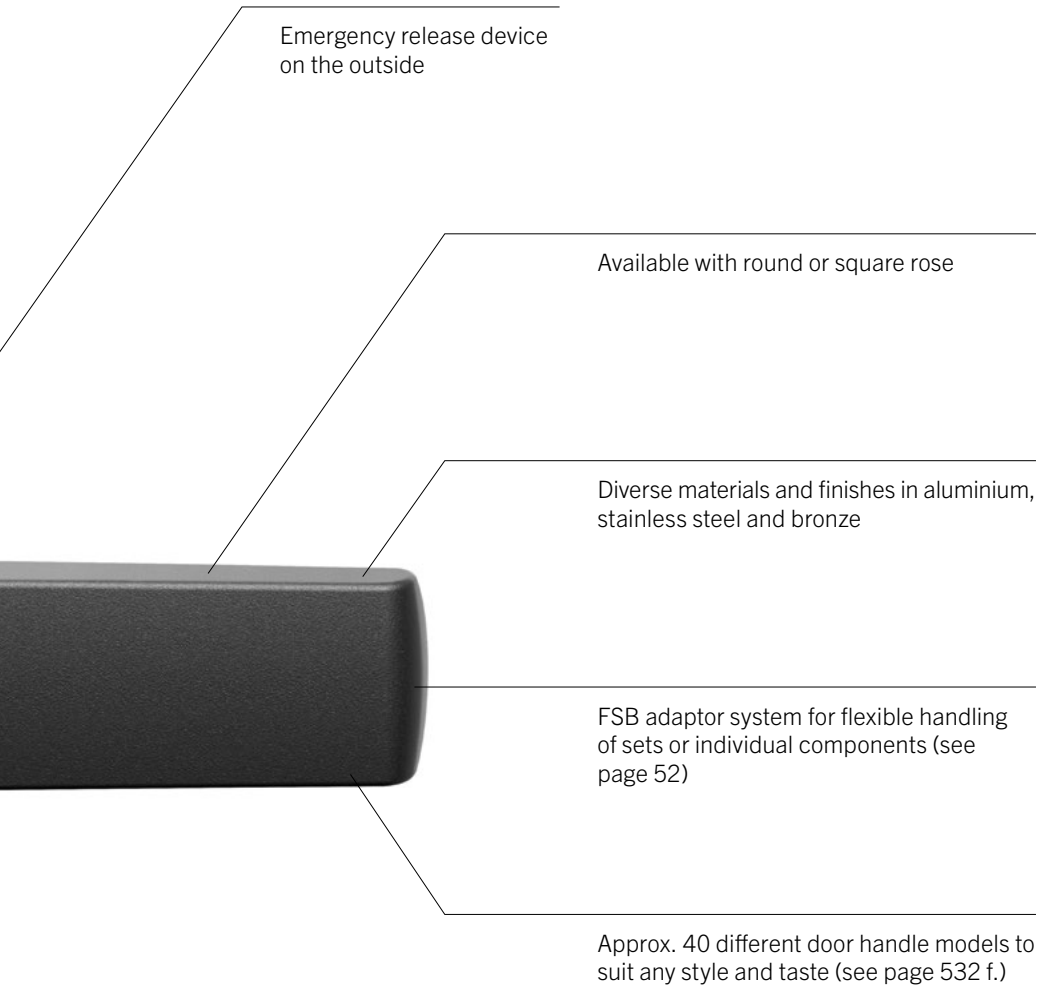 Emergency release device
on the outside
Available with round or square rose
Diverse materials and finishes in aluminium,
stainless steel and bronze
FSB adaptor system for flexible handling
of sets or individual components (see
page 52)
Approx. 40 different door handle models to
suit any style and taste (see page 532 f.)